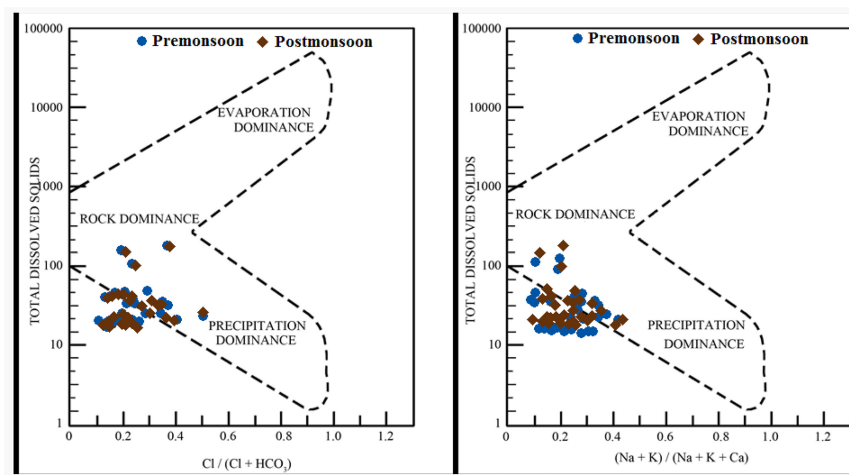 Premonsoon Postmonsoon
100000
10000
1000
100
10
1
TOTAL DISSOLVED SOLIDS
EVAPORATION
DOMINANCE
ROCK DOMINANCE
PRECIPITATION
DOMINANCE
0 0.2 0.4 0.6 0.8 1.0 1.2
Cl / (Cl + HCO₃)
Premonsoon Postmonsoon
100000
10000
1000
100
10
1
TOTAL DISSOLVED SOLIDS
EVAPORATION
DOMINANCE
ROCK DOMINANCE
PRECIPITATION
DOMINANCE
0 0.2 0.4 0.6 0.8 1.0 1.2
(Na + K) / (Na + K + Ca)